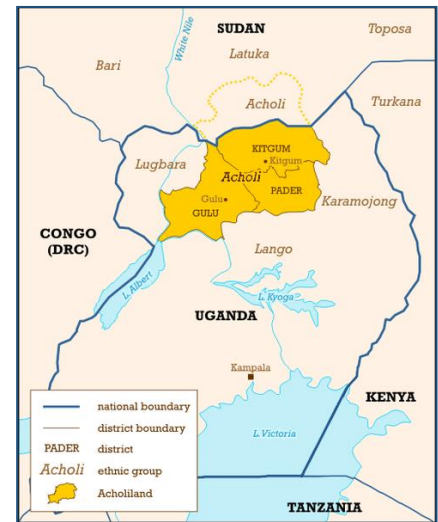 SUDAN
Toposa
White Nile
Latuka
Bari
Acholi
Turkana
KITGUM
Kitgum
Lugbara
Acholi
PADER
Gulu
GULU
Karamojong
CONGO
(DRC)
Lango
L. Albert
L. Kyoga
UGANDA
Kampala
KENYA
L. Victoria
TANZANIA
national boundary
district boundary
PADER district
Acholi ethnic group
Acholiland